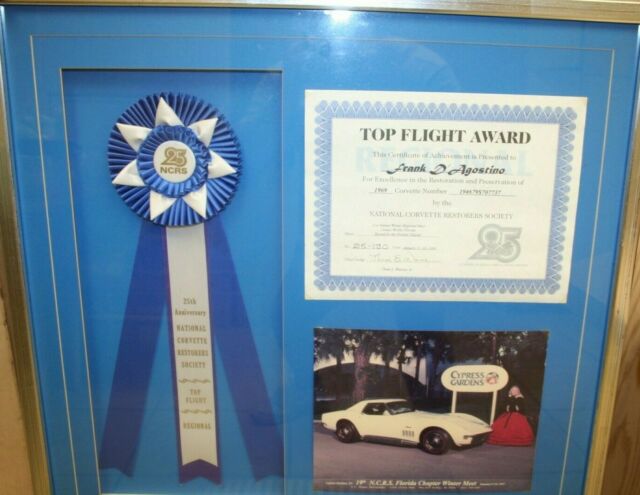 25
NCRS
25th
Anniversary
NATIONAL
CORVETTE
RESTORERS
SOCIETY
TOP
FLIGHT
REGIONAL
TOP FLIGHT AWARD
This Certificate of Achievement is Presented to
Frank D'Agostino
For Excellence in the Restoration and Preservation of
1969 Corvette Number
by the
NATIONAL CORVETTE RESTORERS SOCIETY
25
CYPRESS
GARDENS
19th N.C.R.S. Florida Chapter Winter Meet